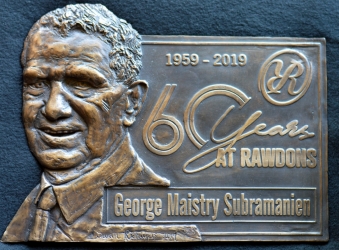 1959 - 2019
R
60 Years
AT RAWDONS
George Maistry Subramanien